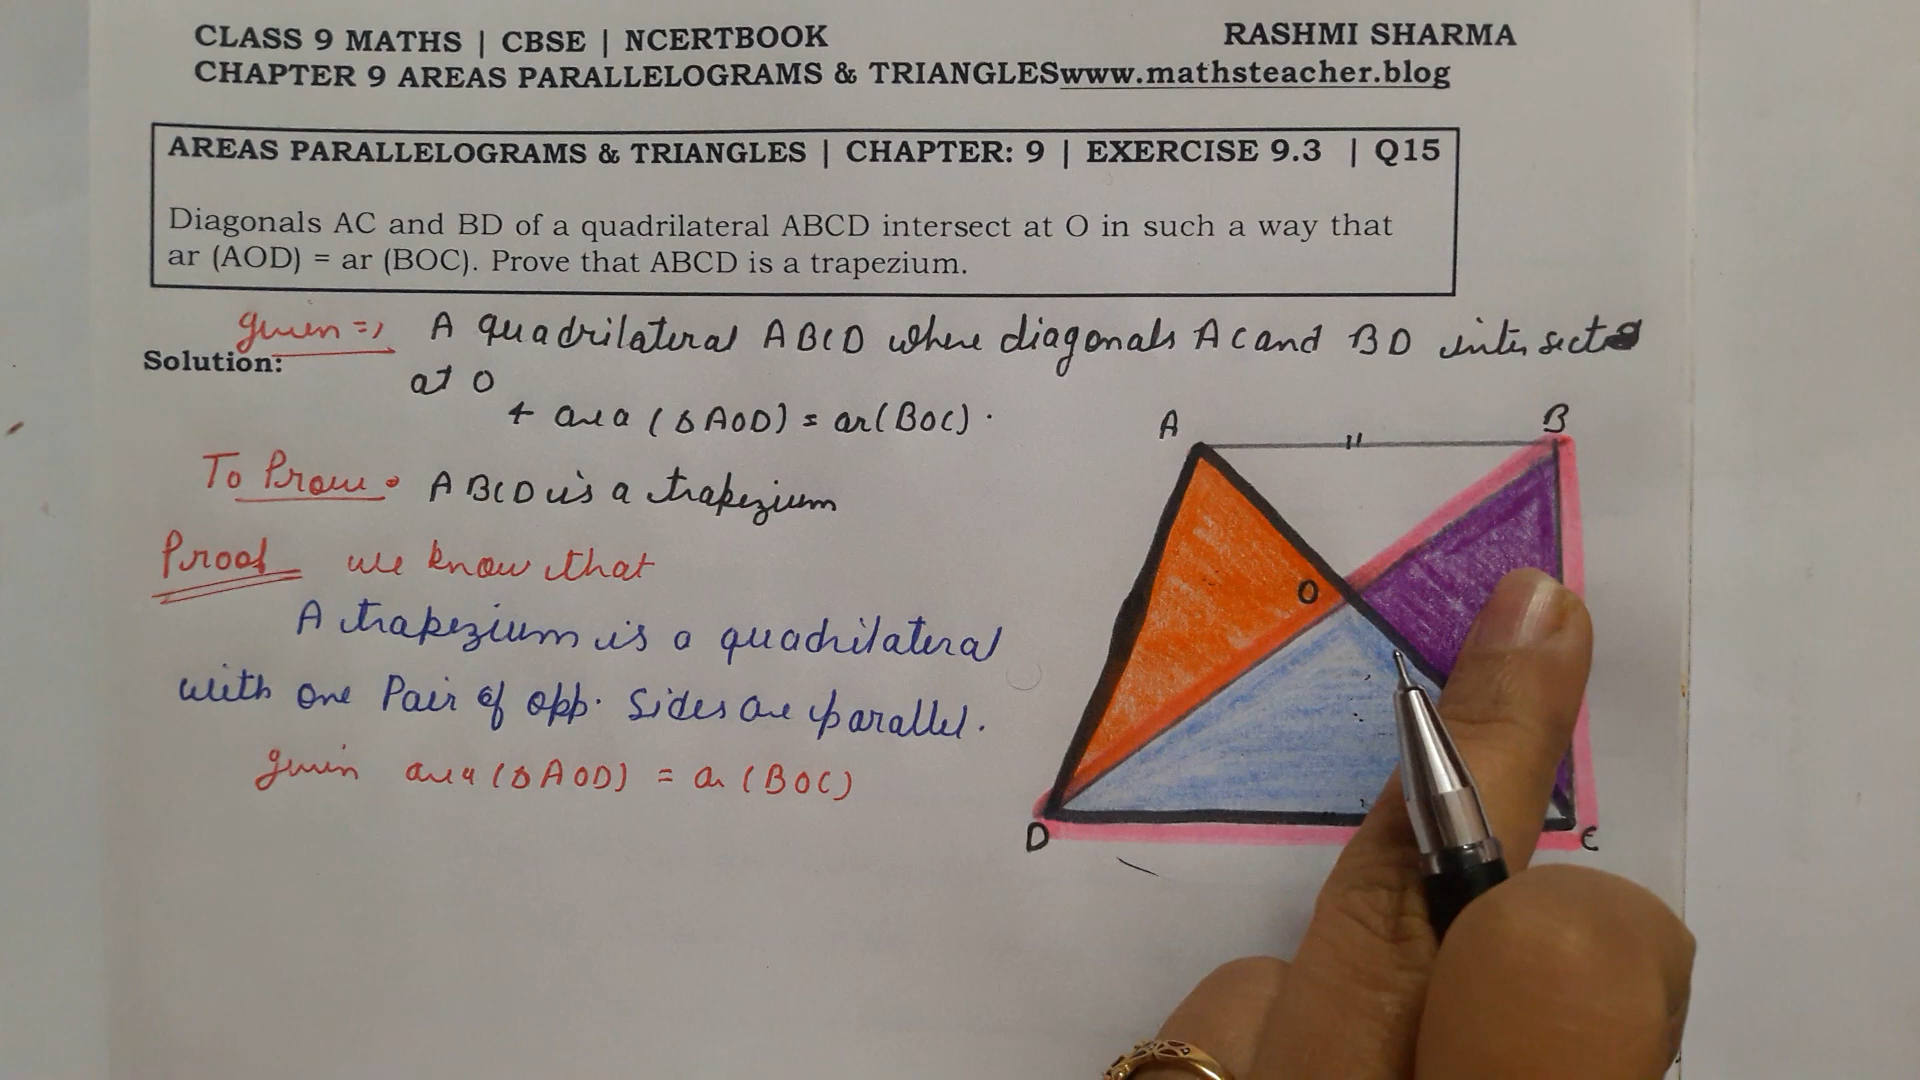 CLASS 9 MATHS | CBSE | NCERTBOOK RASHMI SHARMA
CHAPTER 9 AREAS PARALLELOGRAMS & TRIANGLESwww.mathsteacher.blog
AREAS PARALLELOGRAMS & TRIANGLES | CHAPTER: 9 | EXERCISE 9.3 | Q15
Diagonals AC and BD of a quadrilateral ABCD intersect at O in such a way that
ar (AOD) = ar (BOC). Prove that ABCD is a trapezium.
given => A quadrilateral ABCD where diagonals AC and BD intersect
Solution:
at O
+ area (Δ AOD) = ar(BOC).
A B
To Prove. ABCD is a trapezium
Proof we know that
O
A trapezium is a quadrilateral
with one Pair of opp. Sides are parallel.
given area (Δ AOD) = ar (BOC)
D C